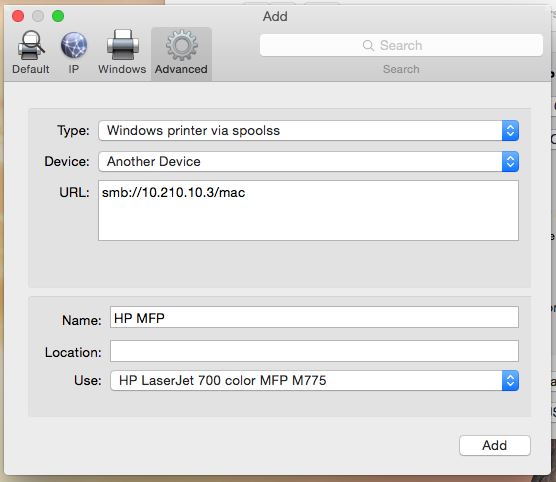 Add
Default IP Windows Advanced
Search
Search
Type: Windows printer via spoolss
Device: Another Device
URL: smb://10.210.10.3/mac
Name: HP MFP
Location:
Use: HP LaserJet 700 color MFP M775
Add